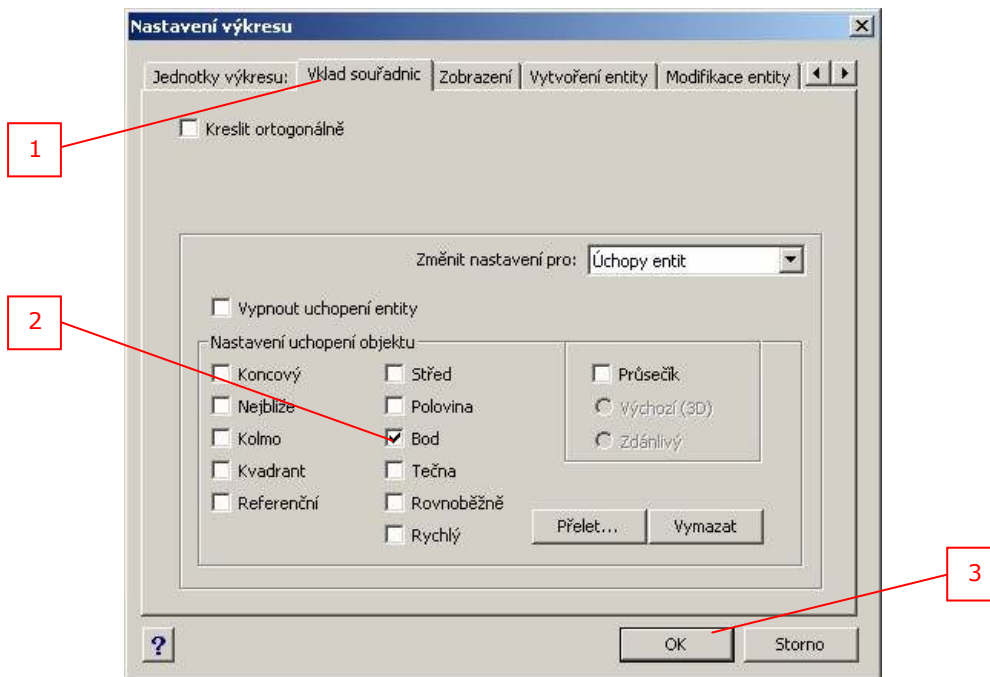 Nastavení výkresu
Jednotky výkresu: Vklad souřadnic Zobrazení Vytvoření entity Modifikace entity
1
Kreslit ortogonálně
Změnit nastavení pro: Úchopy entit
2
Vypnout uchopení entity
Nastavení uchopení objektu
Koncový Střed Průsečík
Nejblíže Polovina Výchozí (3D)
Kolmo Bod Zdánlivý
Kvadrant Tečna
Referenční Rovnoběžně
Rychlý Přelet... Vymazat
3
? OK Storno